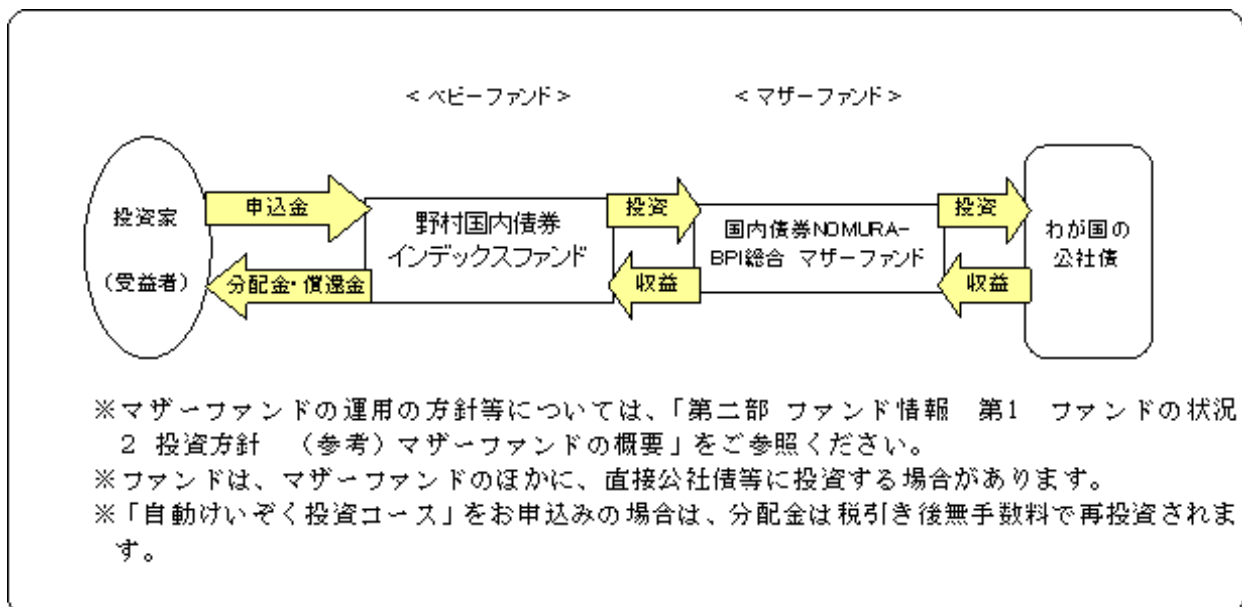 ＜ベビーファンド＞
＜マザーファンド＞
投資家
（受益者）
申込金
分配金・償還金
野村国内債券
インデックスファンド
投資
収益
国内債券NOMURA−
BPI総合 マザーファンド
投資
収益
わが国の
公社債
※マザーファンドの運用の方針等については、「第二部 ファンド情報　第1　ファンドの状況
2 投資方針　（参考）マザーファンドの概要」をご参照ください。
※ファンドは、マザーファンドのほかに、直接公社債等に投資する場合があります。
※「自動けいぞく投資コース」をお申込みの場合は、分配金は税引き後無手数料で再投資されま
す。